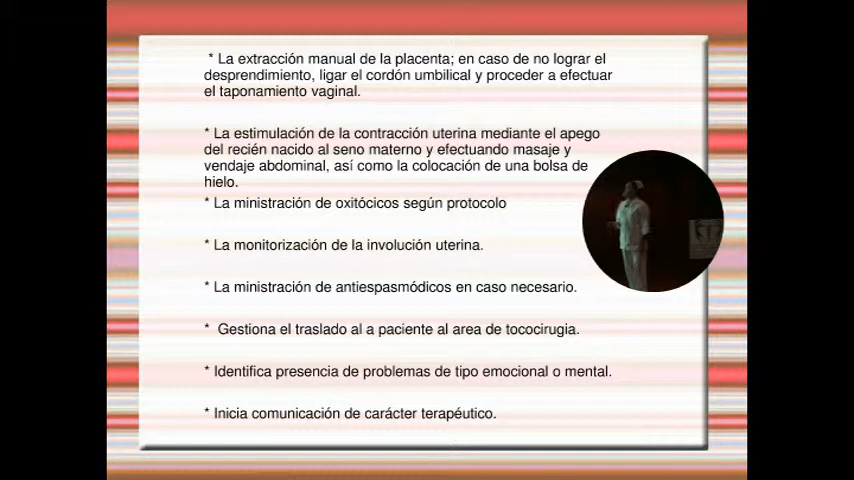 * La extracción manual de la placenta; en caso de no lograr el
desprendimiento, ligar el cordón umbilical y proceder a efectuar
el taponamiento vaginal.
* La estimulación de la contracción uterina mediante el apego
del recién nacido al seno materno y efectuando masaje y
vendaje abdominal, así como la colocación de una bolsa de
hielo.
* La ministración de oxitócicos según protocolo
* La monitorización de la involución uterina.
* La ministración de antiespasmódicos en caso necesario.
* Gestiona el traslado al a paciente al area de tococirugia.
* Identifica presencia de problemas de tipo emocional o mental.
* Inicia comunicación de carácter terapéutico.